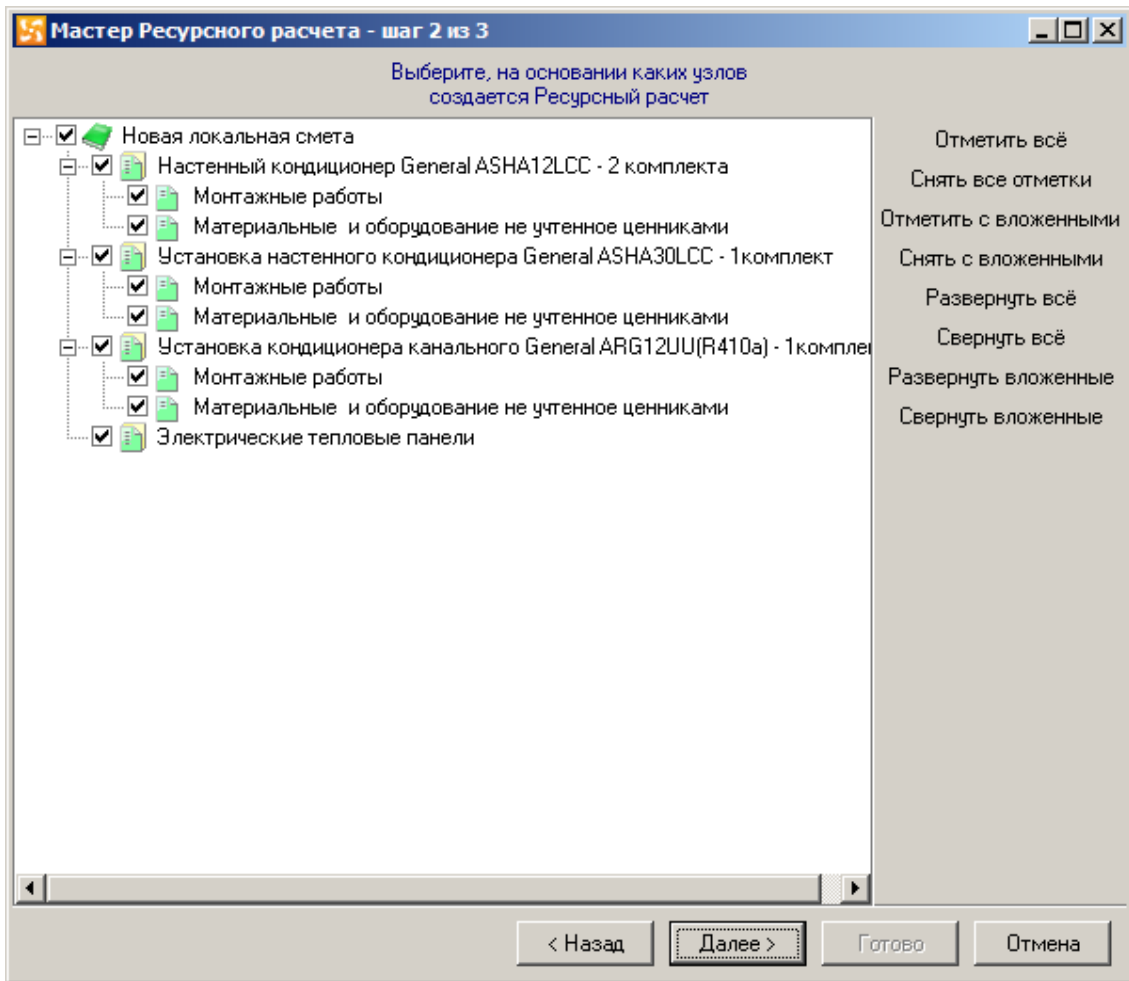 Мастер Ресурсного расчета - шаг 2 из 3
Выберите, на основании каких узлов
создается Ресурсный расчет
Новая локальная смета
Настенный кондиционер General ASHA12LCC - 2 комплекта
Монтажные работы
Материальные и оборудование не учтенное ценниками
Установка настенного кондиционера General ASHA30LCC - 1комплект
Монтажные работы
Материальные и оборудование не учтенное ценниками
Установка кондиционера канального General ARG12UU(R410a) - 1комплек
Монтажные работы
Материальные и оборудование не учтенное ценниками
Электрические тепловые панели
Отметить всё
Снять все отметки
Отметить с вложенными
Снять с вложенными
Развернуть всё
Свернуть всё
Развернуть вложенные
Свернуть вложенные
< Назад
Далее >
Готово
Отмена